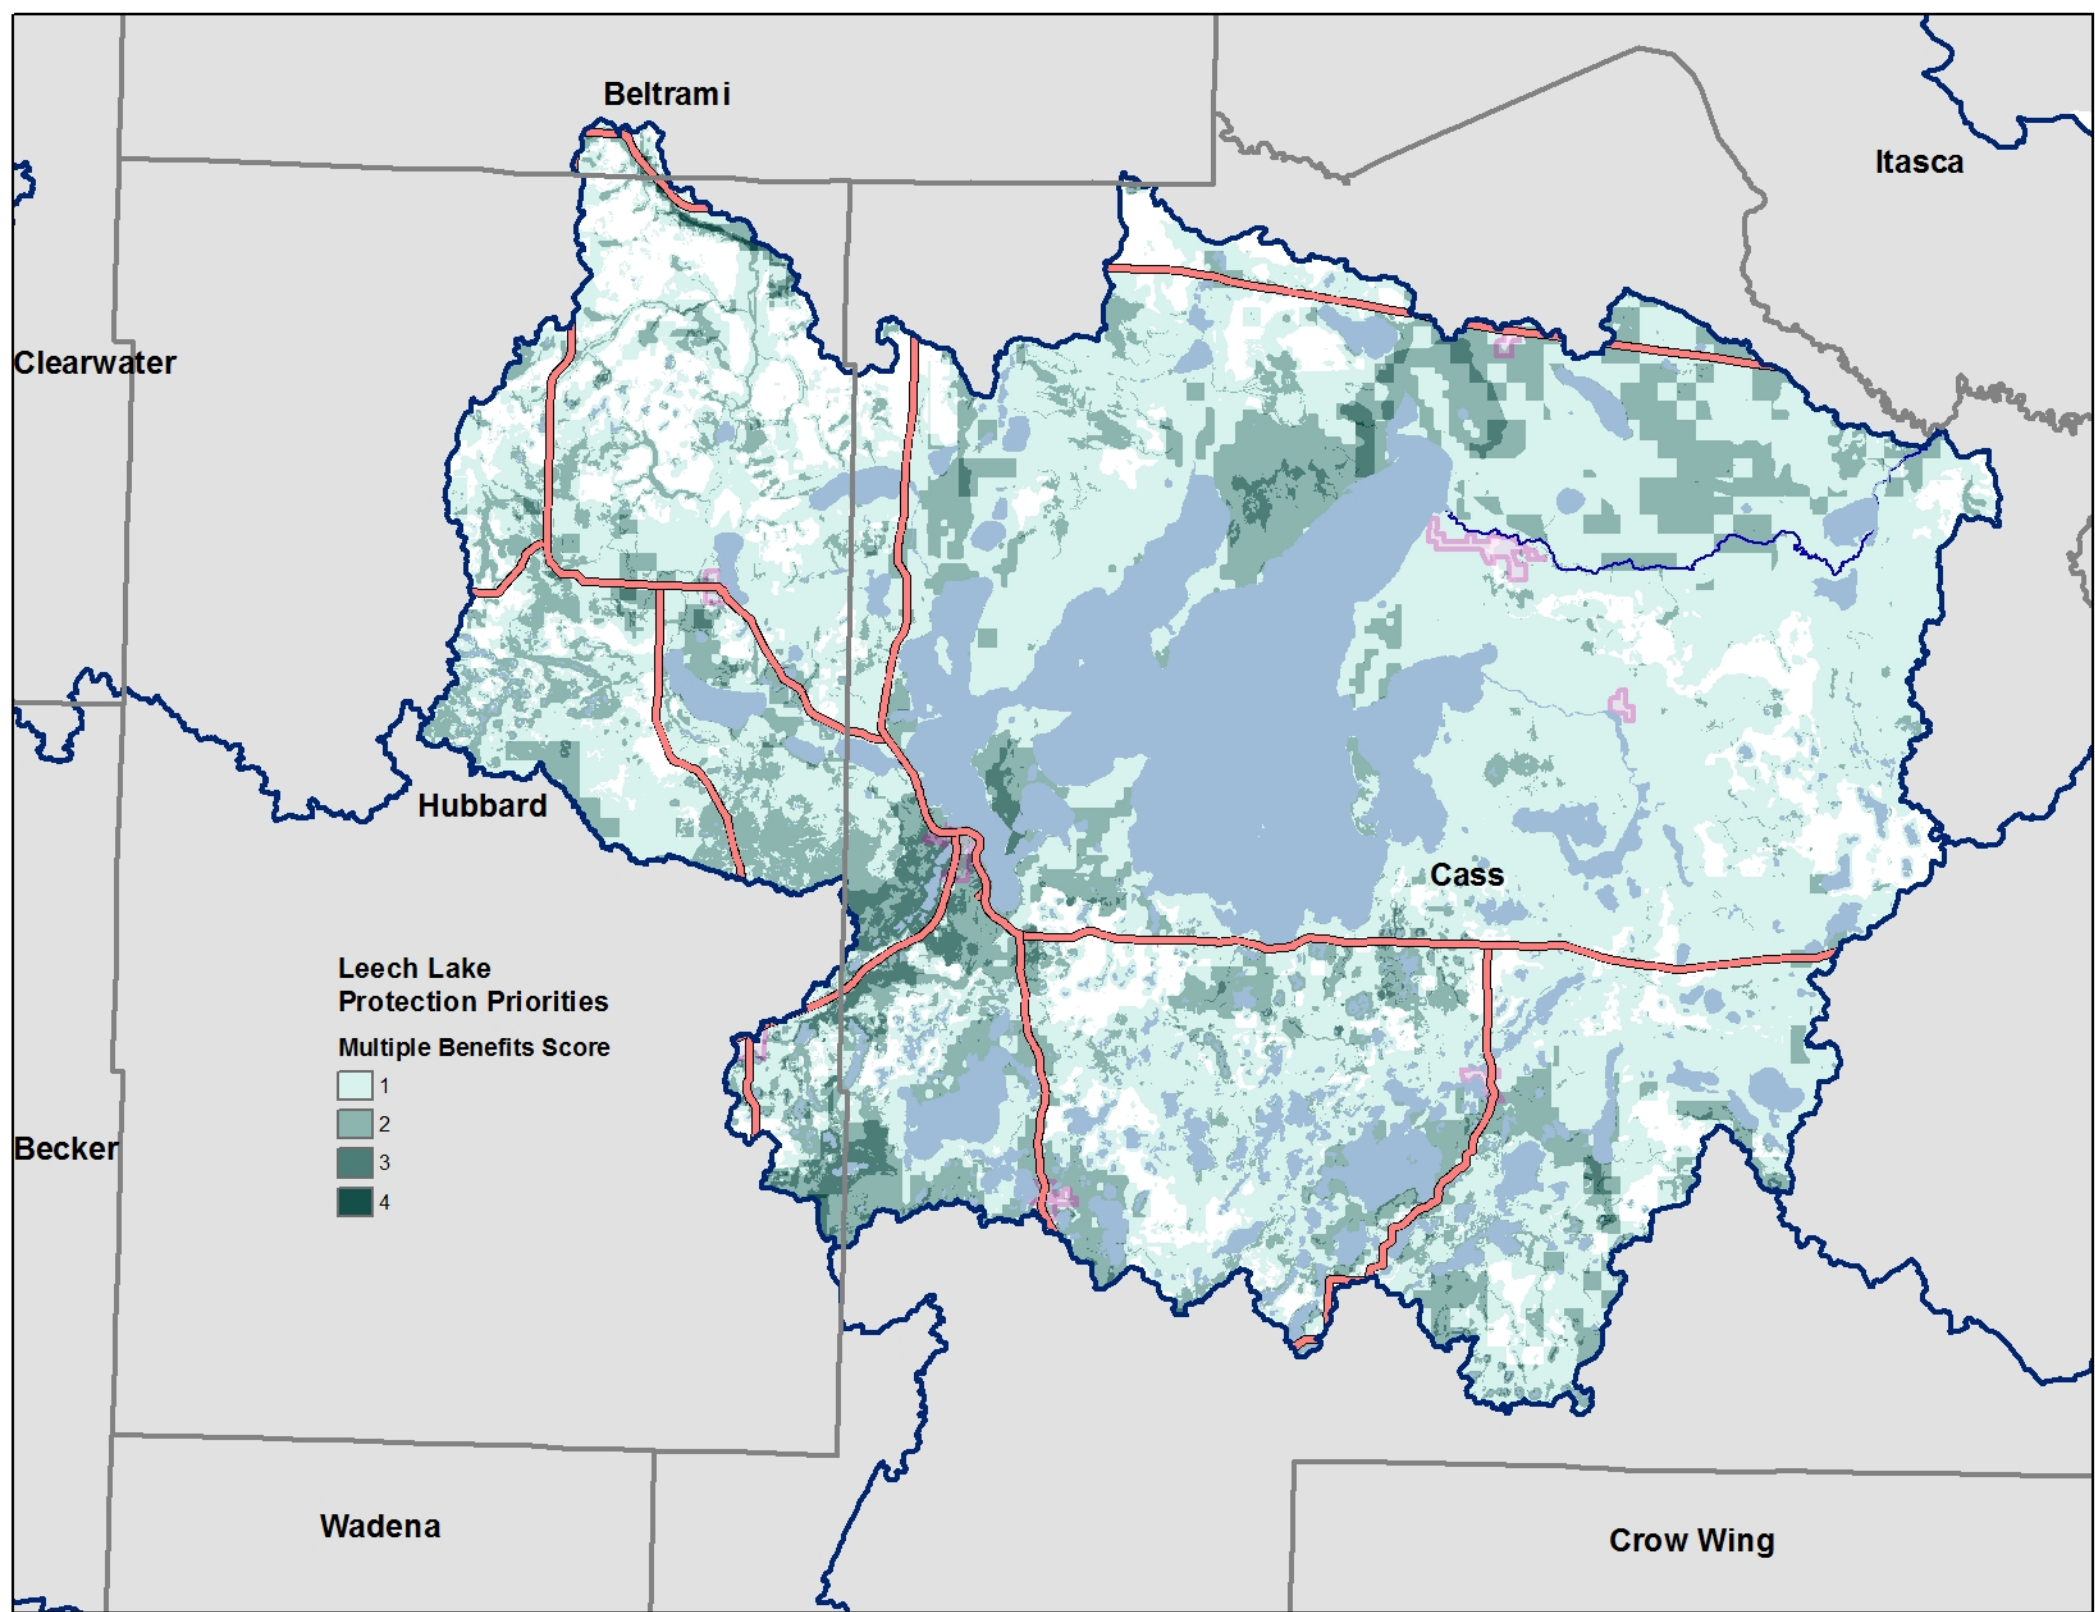 Beltrami
Itasca
Clearwater
Hubbard
Cass
Leech Lake
Protection Priorities
Multiple Benefits Score
1
2
3
4
Becker
Wadena
Crow Wing